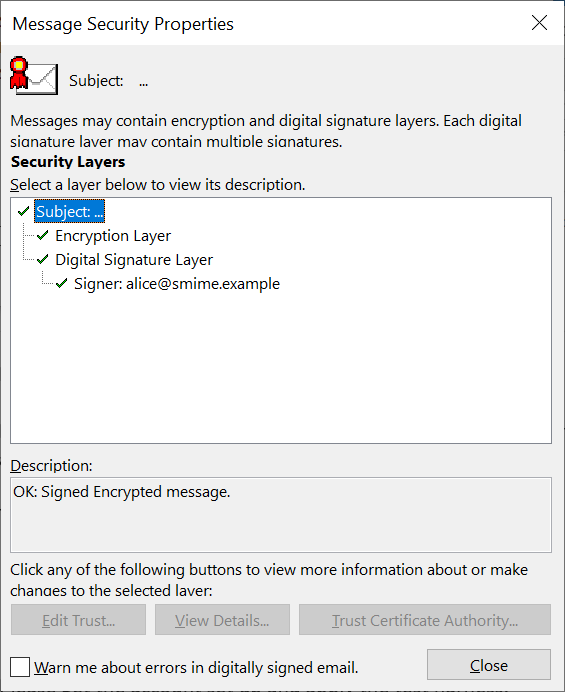 Message Security Properties
Subject: ...
Messages may contain encryption and digital signature layers. Each digital
signature layer may contain multiple signatures.
Security Layers
Select a layer below to view its description.
Subject: ...
Encryption Layer
Digital Signature Layer
Signer: alice@smime.example
Description:
OK: Signed Encrypted message.
Click any of the following buttons to view more information about or make
changes to the selected layer:
Edit Trust... View Details... Trust Certificate Authority...
Warn me about errors in digitally signed email. Close